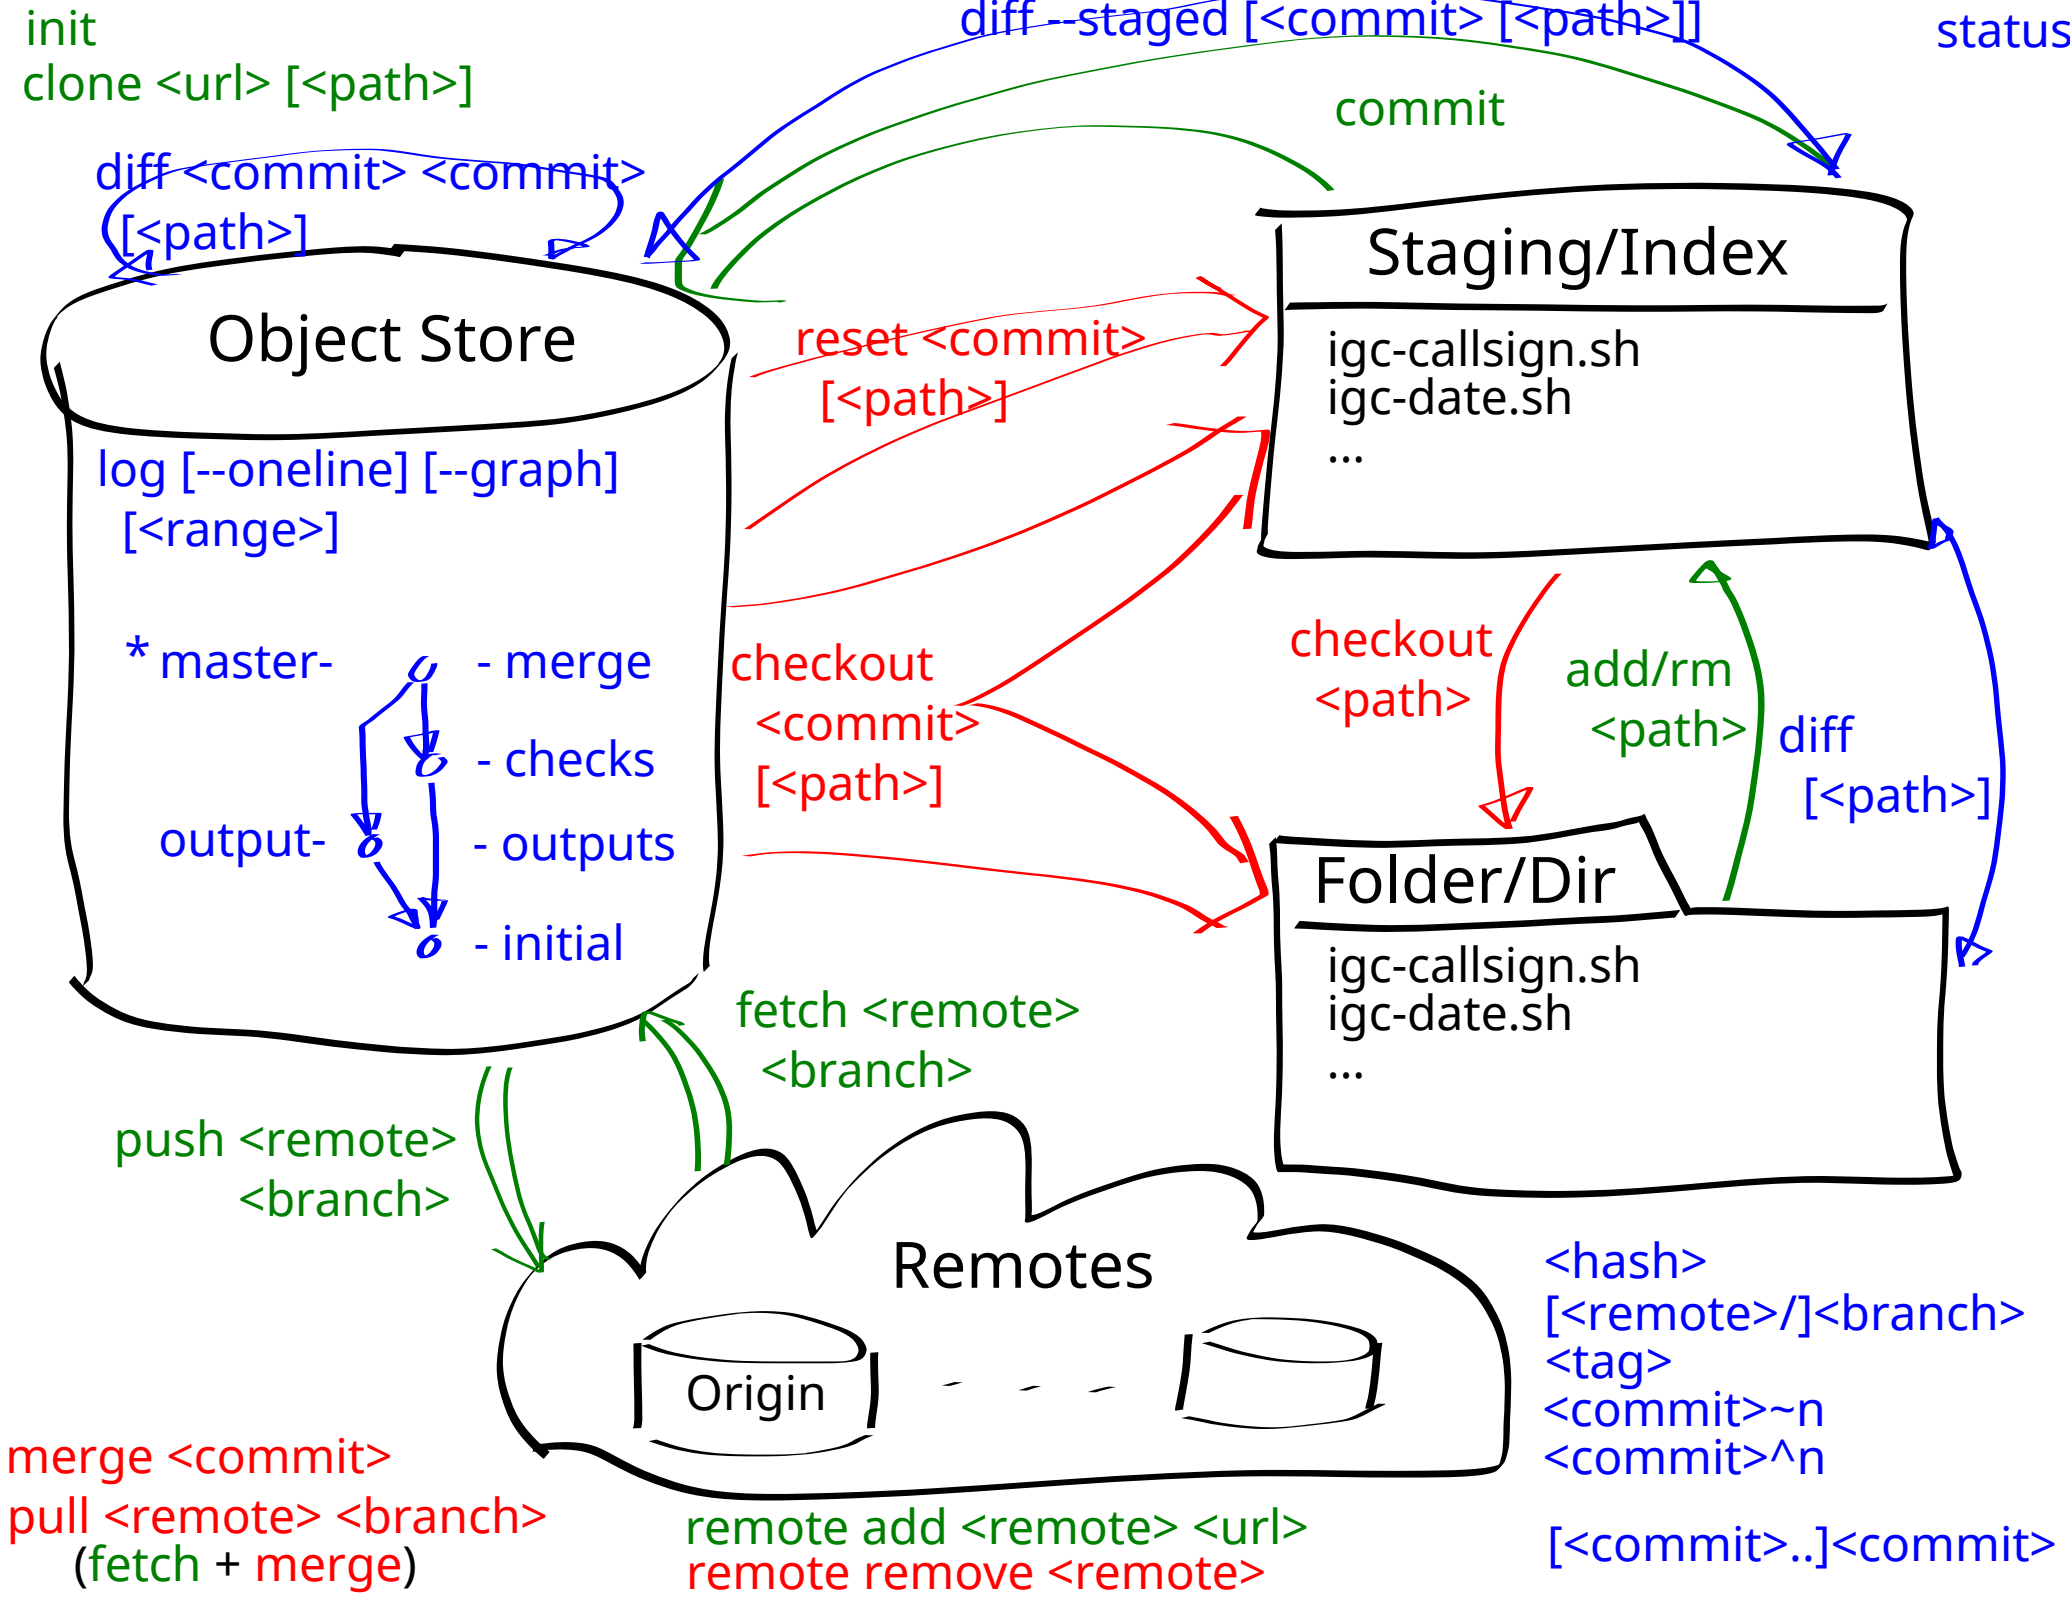 init
clone <url> [<path>]
diff --staged [<commit> [<path>]]
status
commit
diff <commit> <commit>
[<path>]
Object Store
log [--oneline] [--graph]
[<range>]
* master-
- merge
- checks
output-
- outputs
- initial
reset <commit>
[<path>]
Staging/Index
igc-callsign.sh
igc-date.sh
...
checkout
<commit>
[<path>]
checkout
<path>
add/rm
<path>
diff
[<path>]
Folder/Dir
igc-callsign.sh
igc-date.sh
...
fetch <remote>
<branch>
push <remote>
<branch>
Remotes
Origin
<hash>
[<remote>/]<branch>
<tag>
<commit>~n
<commit>^n
[<commit>..]<commit>
merge <commit>
pull <remote> <branch>
(fetch + merge)
remote add <remote> <url>
remote remove <remote>